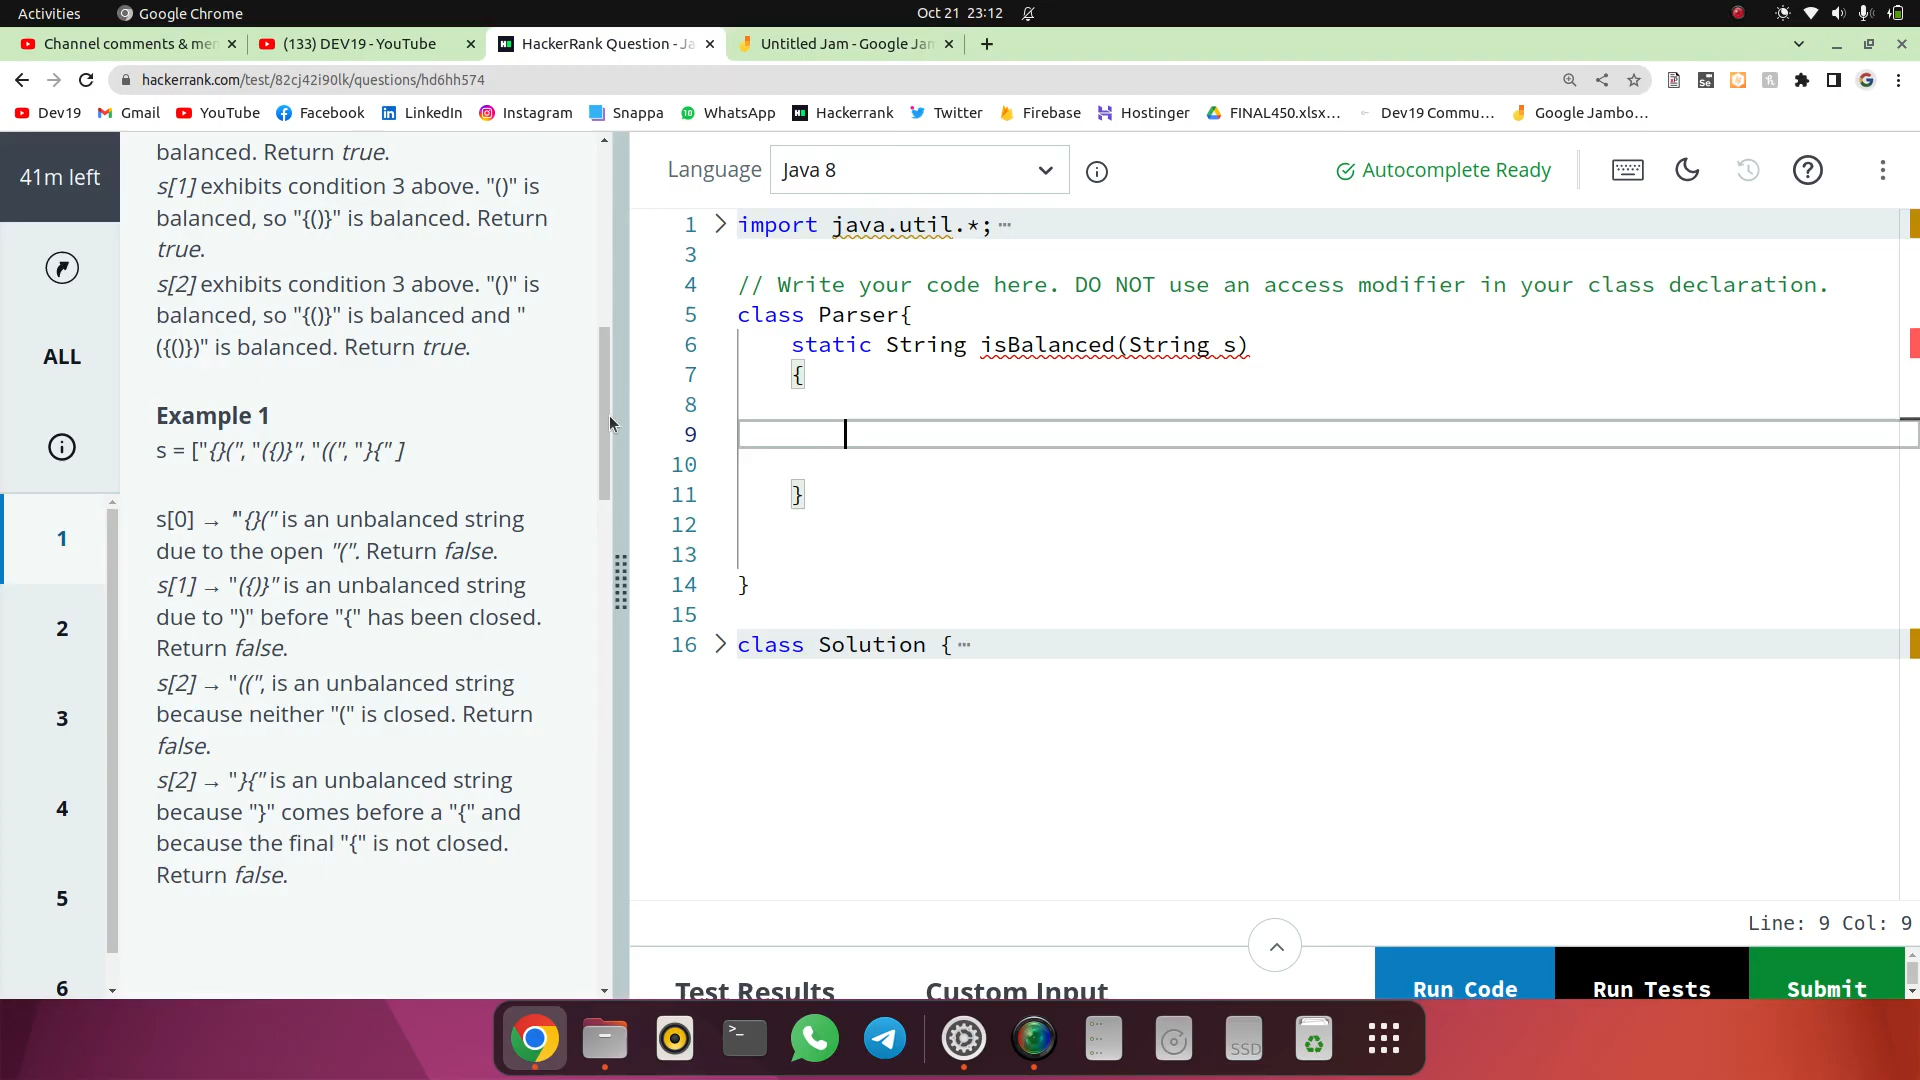 Activities
Google Chrome
Oct 21 23:12
Channel comments & men
(133) DEV19 - YouTube
HackerRank Question - Ja
Untitled Jam - Google Jam
hackerrank.com/test/82cj42i90lk/questions/hd6hh574
Dev19
Gmail
YouTube
Facebook
LinkedIn
Instagram
Snappa
WhatsApp
Hackerrank
Twitter
Firebase
Hostinger
FINAL450.xlsx...
Dev19 Commu...
Google Jambo...
41m left
ALL
1
2
3
4
5
6
balanced. Return true.
s[1] exhibits condition 3 above. "()" is
balanced, so "{()}" is balanced. Return
true.
s[2] exhibits condition 3 above. "()" is
balanced, so "{()}" is balanced and "
({()})" is balanced. Return true.
Example 1
s = ["{}(", "({)}", "((", "}{" ]
s[0] → '"{}(" is an unbalanced string
due to the open "(". Return false.
s[1] → "({)}" is an unbalanced string
due to ")" before "{" has been closed.
Return false.
s[2] → "((", is an unbalanced string
because neither "(" is closed. Return
false.
s[2] → "}{" is an unbalanced string
because "}" comes before a "{" and
because the final "{" is not closed.
Return false.
Language
Java 8
Autocomplete Ready
1 import java.util.*; ⋯
3
4 // Write your code here. DO NOT use an access modifier in your class declaration.
5 class Parser{
6 static String isBalanced(String s)
7 {
8
9
10
11 }
12
13
14 }
15
16 class Solution { ⋯
Line: 9 Col: 9
Test Results
Custom Input
Run Code
Run Tests
Submit
SSD